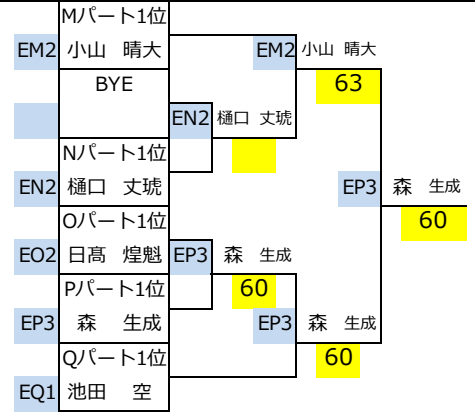 Mパート1位
EM2 小山 晴大 EM2 小山 晴大
BYE 63
EN2 樋口 丈琥
Nパート1位
EN2 樋口 丈琥 EP3 森 生成
Oパート1位 60
EO2 日髙 煌魁 EP3 森 生成
Pパート1位 60
EP3 森 生成 EP3 森 生成
Qパート1位 60
EQ1 池田 空